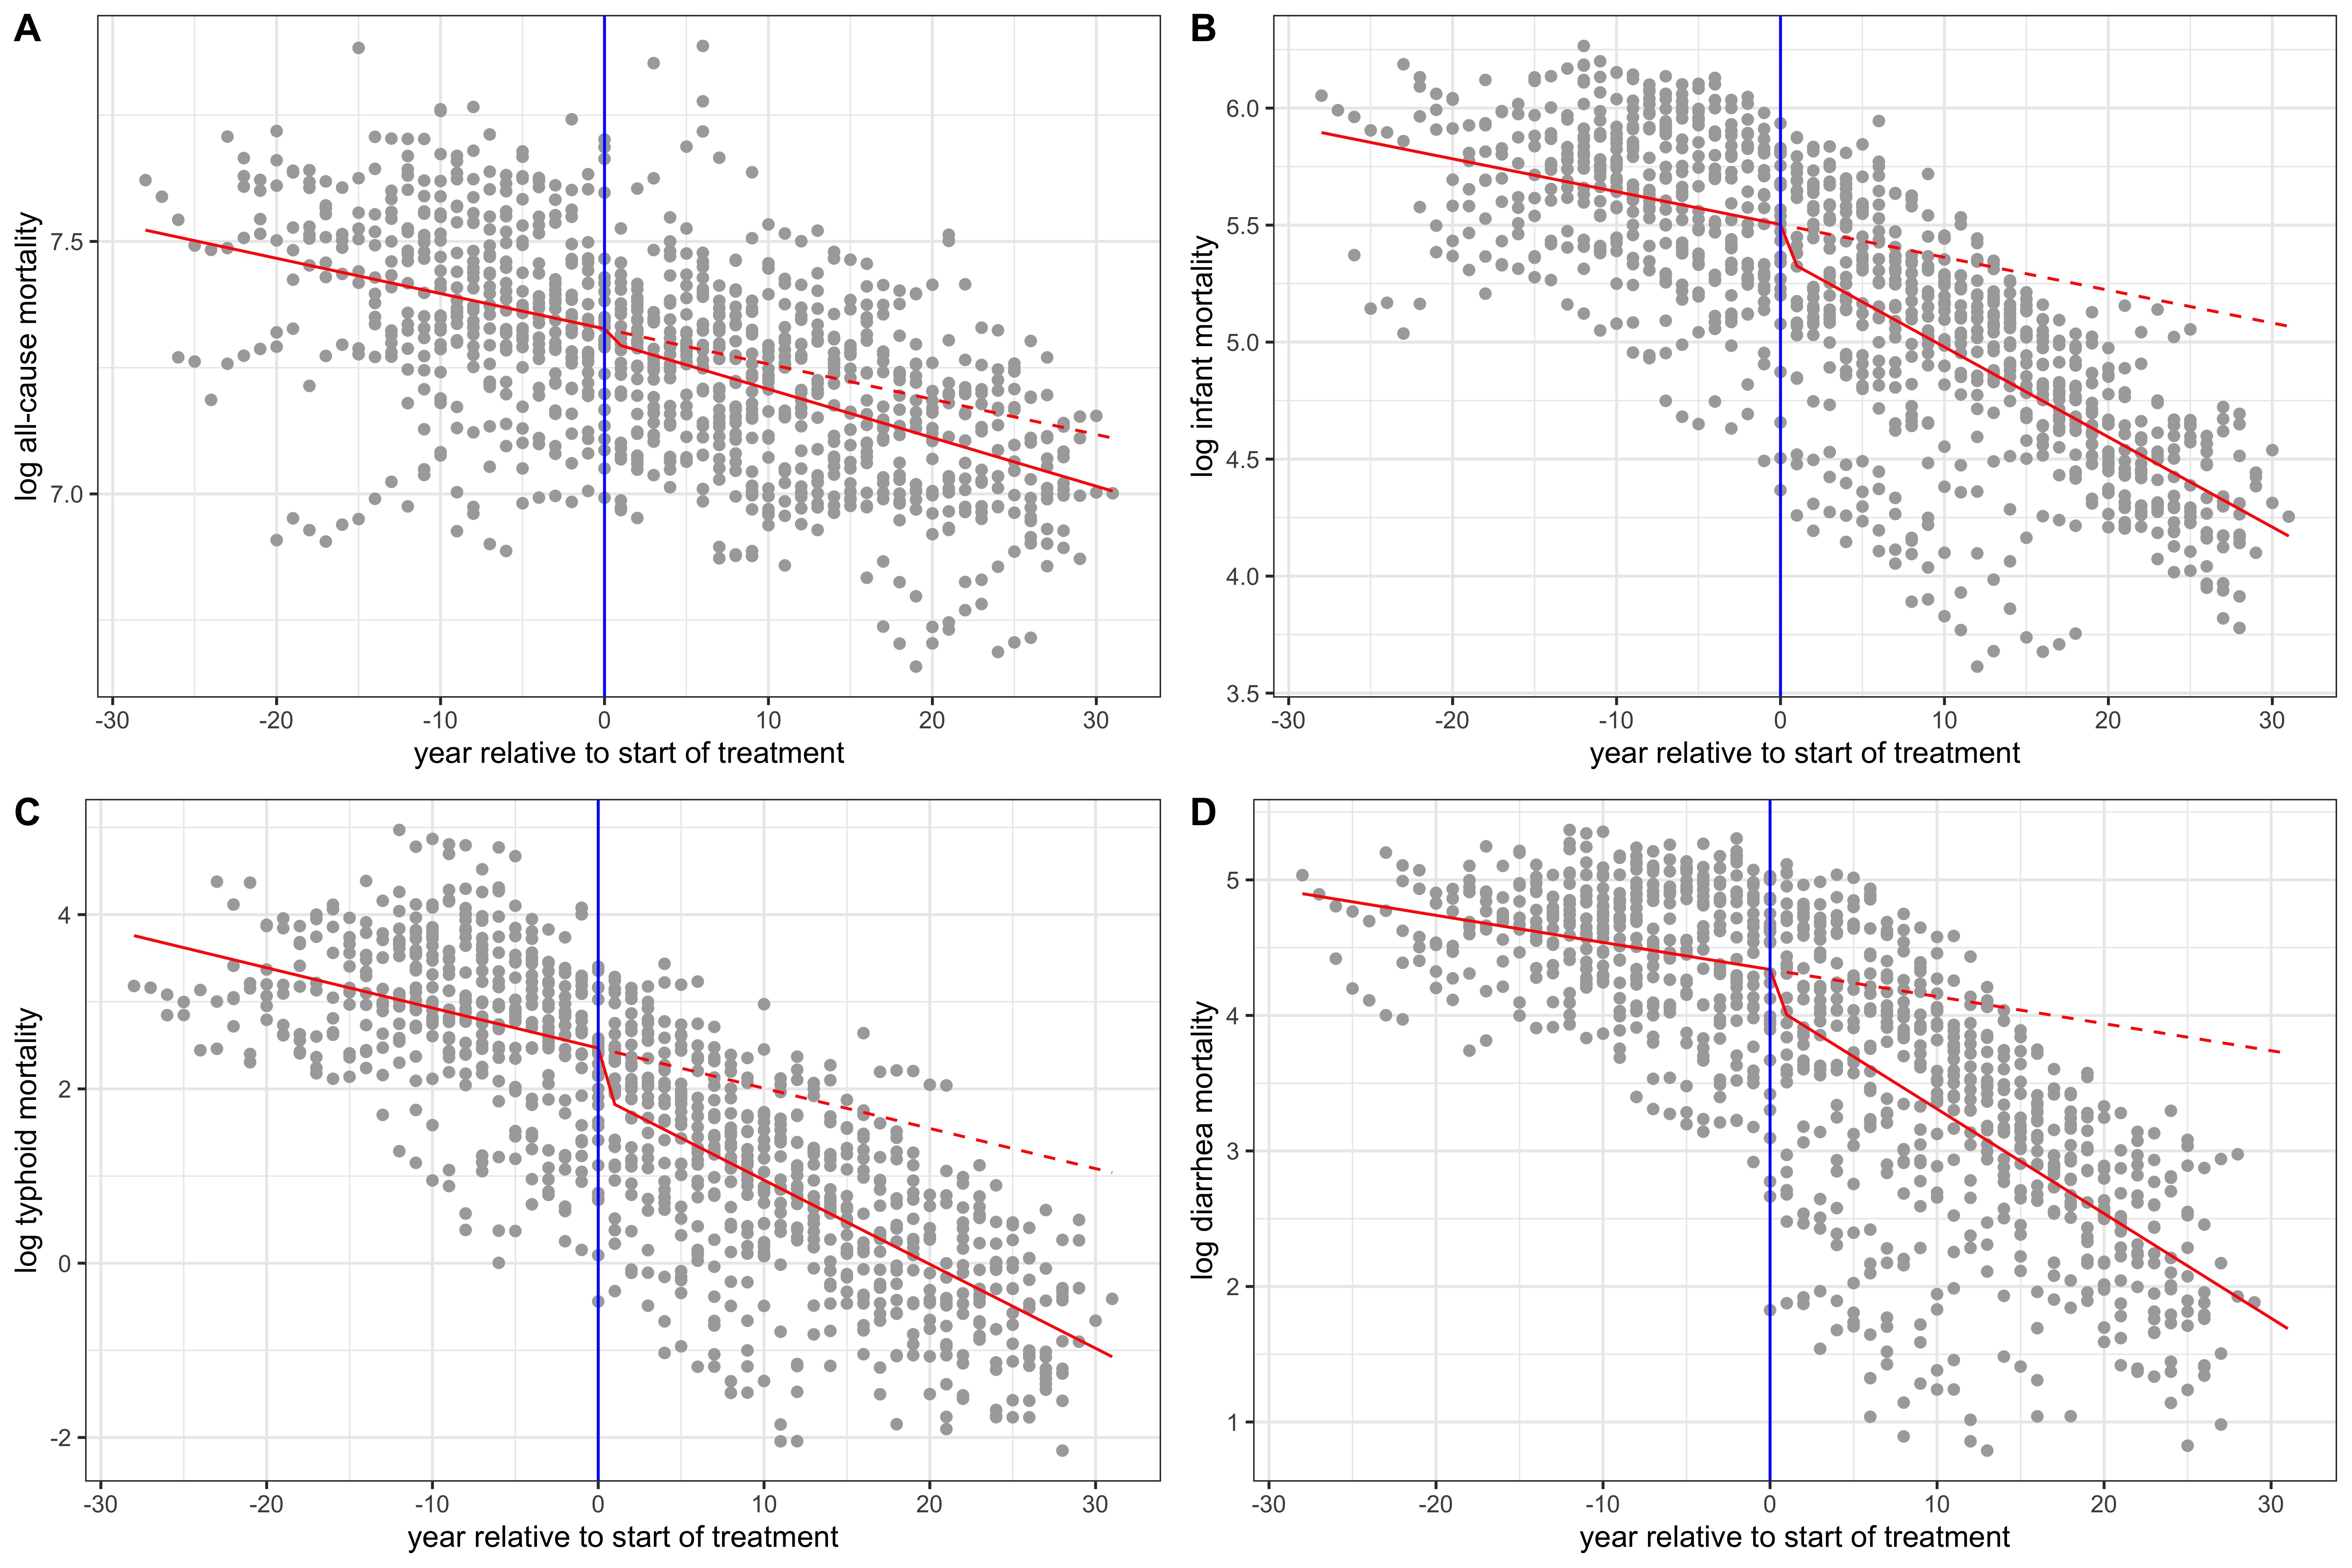 A
log all-cause mortality
7.5
7.0
-30 -20 -10 0 10 20 30
year relative to start of treatment
B
log infant mortality
6.0
5.5
5.0
4.5
4.0
3.5
-30 -20 -10 0 10 20 30
year relative to start of treatment
C
log typhoid mortality
4
2
0
-2
-30 -20 -10 0 10 20 30
year relative to start of treatment
D
log diarrhea mortality
5
4
3
2
1
-30 -20 -10 0 10 20 30
year relative to start of treatment